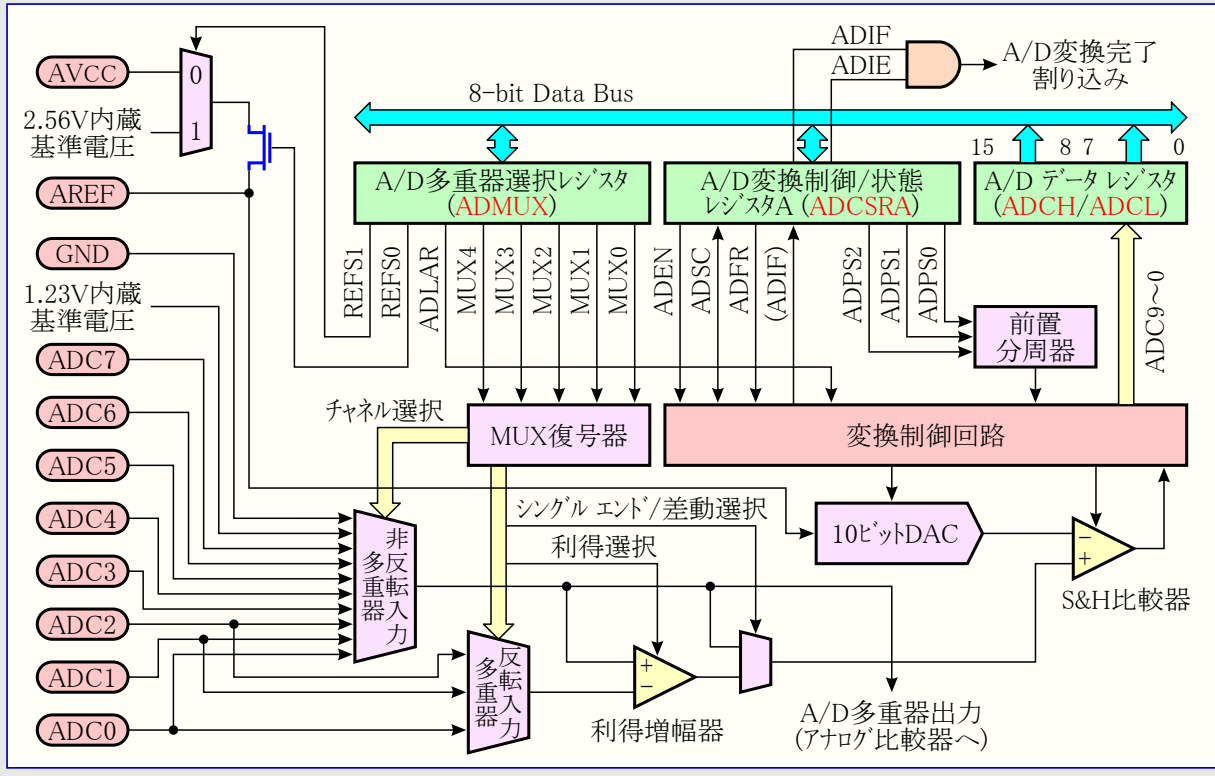 ADIF
ADIE
A/D変換完了
割り込み
AVCC
0
1
2.56V内蔵
基準電圧
AREF
8-bit Data Bus
15
8
7
0
A/D多重器選択レジスタ
(ADMUX)
A/D変換制御/状態
レジスタA (ADCSRA)
A/D データ レジスタ
(ADCH/ADCL)
GND
1.23V内蔵
基準電圧
REFS1
REFS0
ADLAR
MUX4
MUX3
MUX2
MUX1
MUX0
ADEN
ADSC
ADFR
(ADIF)
ADPS2
ADPS1
ADPS0
前置
分周器
ADC9～0
ADC7
ADC6
ADC5
ADC4
ADC3
ADC2
ADC1
ADC0
チャネル選択
MUX復号器
変換制御回路
シングル エンド/差動選択
利得選択
10ビットDAC
−
+
S&H比較器
非反転入力
多重器
反転入力
多重器
+
−
利得増幅器
A/D多重器出力
(アナログ比較器へ)